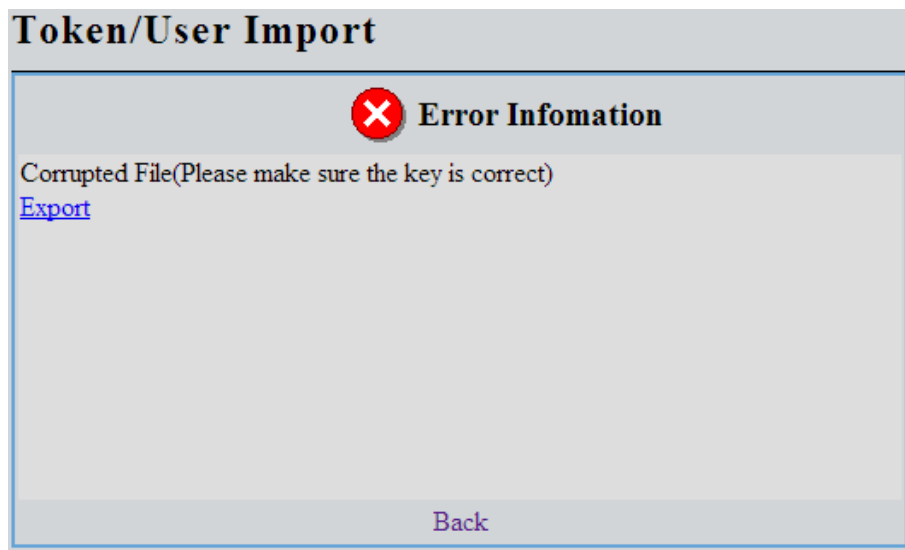 Token/User Import
Error Infomation
Corrupted File(Please make sure the key is correct)
Export
Back